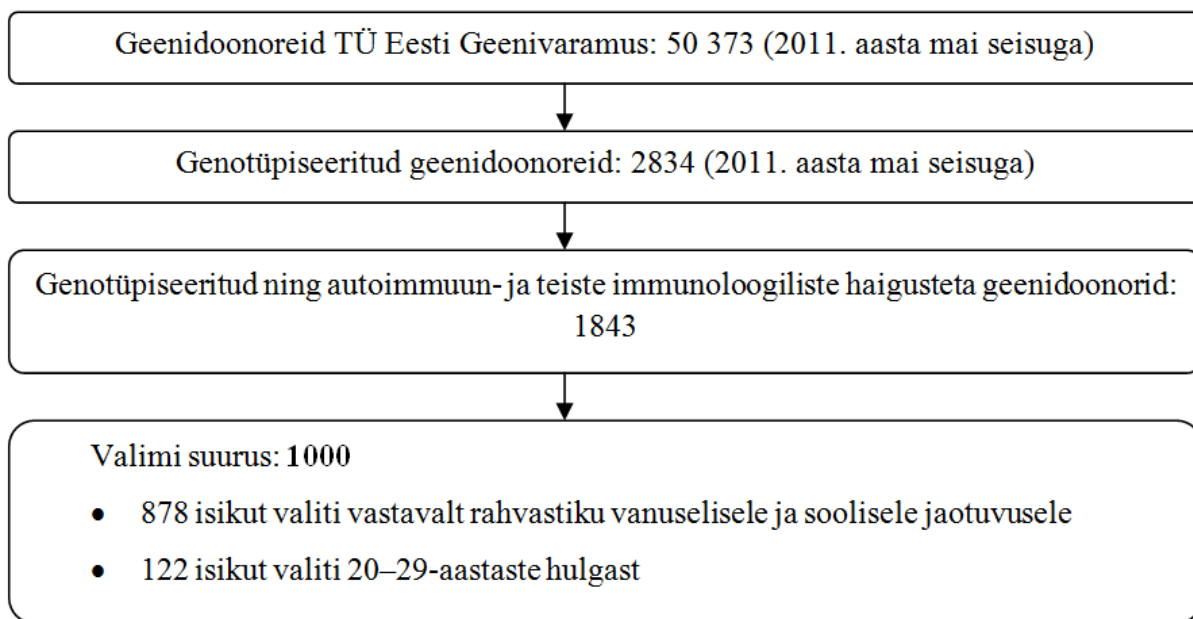 Geenidoonoreid TÜ Eesti Geenivaramus: 50 373 (2011. aasta mai seisuga)
Genotüpiseeritud geenidoonoreid: 2834 (2011. aasta mai seisuga)
Genotüpiseeritud ning autoimmuun- ja teiste immunoloogiliste haigusteta geenidoonorid:
1843
Valimi suurus: 1000
• 878 isikut valiti vastavalt rahvastiku vanuselisele ja soolisele jaotuvusele
• 122 isikut valiti 20–29-aastaste hulgast